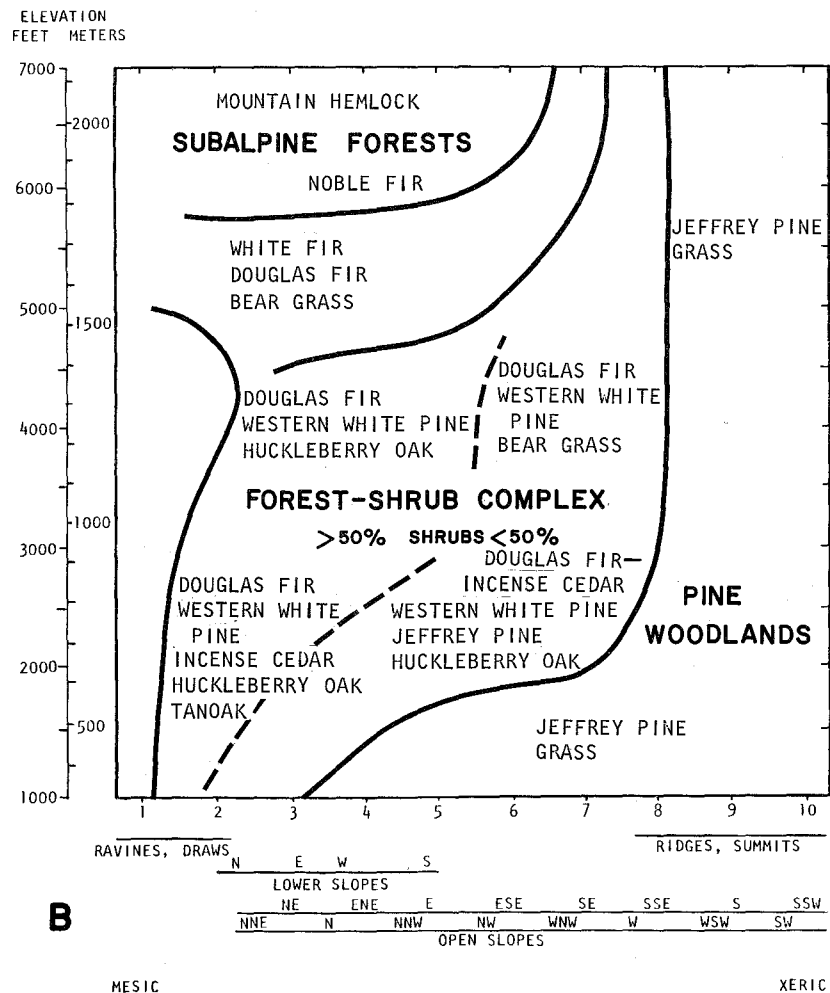 ELEVATION
FEET METERS
7000
MOUNTAIN HEMLOCK
2000
SUBALPINE FORESTS
6000
NOBLE FIR
JEFFREY PINE
GRASS
WHITE FIR
DOUGLAS FIR
BEAR GRASS
5000
1500
DOUGLAS FIR
WESTERN WHITE
PINE
BEAR GRASS
DOUGLAS FIR
WESTERN WHITE PINE
HUCKLEBERRY OAK
4000
FOREST-SHRUB COMPLEX
1000
>50% SHRUBS <50%
3000
DOUGLAS FIR—
INCENSE CEDAR
WESTERN WHITE PINE
JEFFREY PINE
HUCKLEBERRY OAK
DOUGLAS FIR
WESTERN WHITE
PINE
INCENSE CEDAR
HUCKLEBERRY OAK
TANOAK
PINE
WOODLANDS
2000
500
JEFFREY PINE
GRASS
1000
1 2 3 4 5 6 7 8 9 10
RAVINES, DRAWS
RIDGES, SUMMITS
N E W S
LOWER SLOPES
NE ENE E ESE SE SSE S SSW
B
NNE N NNW NW WNW W WSW SW
OPEN SLOPES
MESIC XERIC